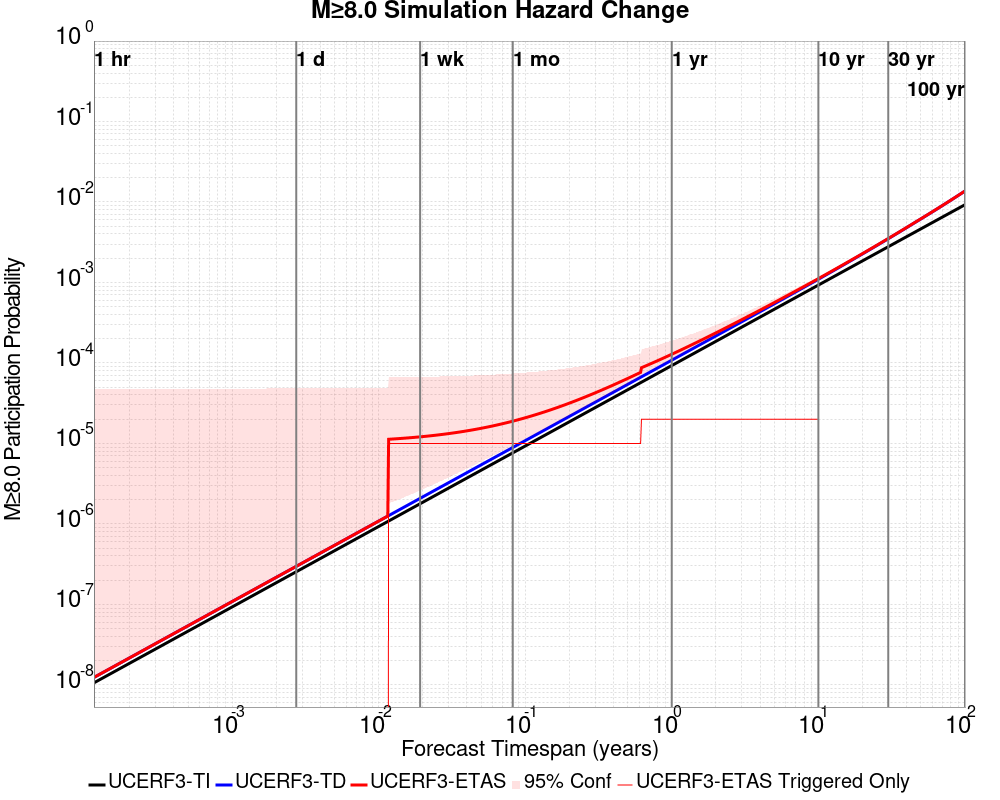 M≥8.0 Simulation Hazard Change
10^0
10^-1
10^-2
10^-3
10^-4
10^-5
10^-6
10^-7
10^-8
M≥8.0 Participation Probability
1 hr
1 d
1 wk
1 mo
1 yr
10 yr
30 yr
100 yr
10^-3
10^-2
10^-1
10^0
10^1
10^2
Forecast Timespan (years)
UCERF3-TI UCERF3-TD UCERF3-ETAS 95% Conf UCERF3-ETAS Triggered Only